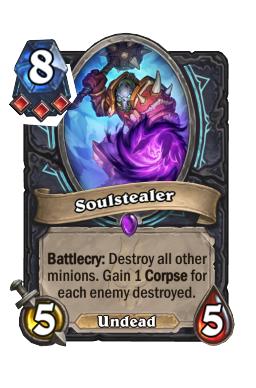 8
Soulstealer
Battlecry: Destroy all other
minions. Gain 1 Corpse for
each enemy destroyed.
5 Undead 5